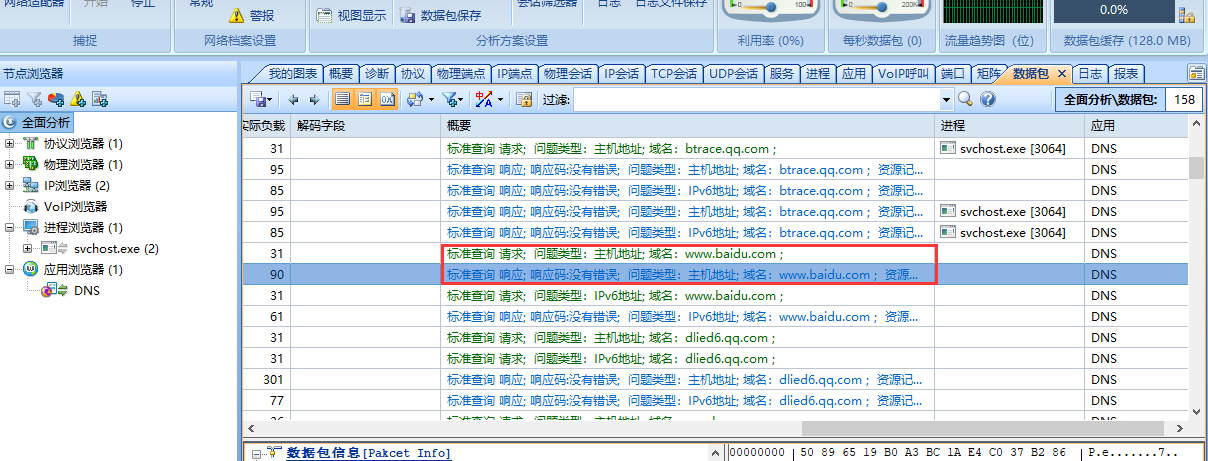 网络适配器 开始 停止 常规 警报 视图显示 数据包保存 会话筛选器 日志 日志文件保存
0 100 0 200K 0.0%
捕捉 网络档案设置 分析方案设置 利用率 (0%) 每秒数据包 (0) 流量趋势图（位） 数据包缓存 (128.0 MB)
节点浏览器
我的图表 概要 诊断 协议 物理端点 IP端点 物理会话 IP会话 TCP会话 UDP会话 服务 进程 应用 VoIP呼叫 端口 矩阵 数据包 日志 报表
过滤: 全面分析\数据包: 158
全面分析
协议浏览器 (1)
物理浏览器 (1)
IP浏览器 (2)
VoIP浏览器
进程浏览器 (1)
svchost.exe (2)
应用浏览器 (1)
DNS
实际负载 解码字段 概要 进程 应用
31 标准查询 请求; 问题类型：主机地址; 域名：btrace.qq.com ; svchost.exe [3064] DNS
95 标准查询 响应; 响应码:没有错误; 问题类型：主机地址; 域名：btrace.qq.com ; 资源记... DNS
85 标准查询 响应; 响应码:没有错误; 问题类型：IPv6地址; 域名：btrace.qq.com ; 资源记... DNS
95 标准查询 响应; 响应码:没有错误; 问题类型：主机地址; 域名：btrace.qq.com ; 资源记... svchost.exe [3064] DNS
85 标准查询 响应; 响应码:没有错误; 问题类型：IPv6地址; 域名：btrace.qq.com ; 资源记... svchost.exe [3064] DNS
31 标准查询 请求; 问题类型：主机地址; 域名：www.baidu.com ; DNS
90 标准查询 响应; 响应码:没有错误; 问题类型：主机地址; 域名：www.baidu.com ; 资源... DNS
31 标准查询 请求; 问题类型：IPv6地址; 域名：www.baidu.com ; DNS
61 标准查询 响应; 响应码:没有错误; 问题类型：IPv6地址; 域名：www.baidu.com ; 资源... DNS
31 标准查询 请求; 问题类型：主机地址; 域名：dlied6.qq.com ; DNS
31 标准查询 请求; 问题类型：IPv6地址; 域名：dlied6.qq.com ; DNS
301 标准查询 响应; 响应码:没有错误; 问题类型：主机地址; 域名：dlied6.qq.com ; 资源记... DNS
77 标准查询 响应; 响应码:没有错误; 问题类型：IPv6地址; 域名：dlied6.qq.com ; 资源记... DNS
数据包信息[Pakcet Info] 00000000 50 89 65 19 B0 A3 BC 1A E4 C0 37 B2 86 P.e.......7..